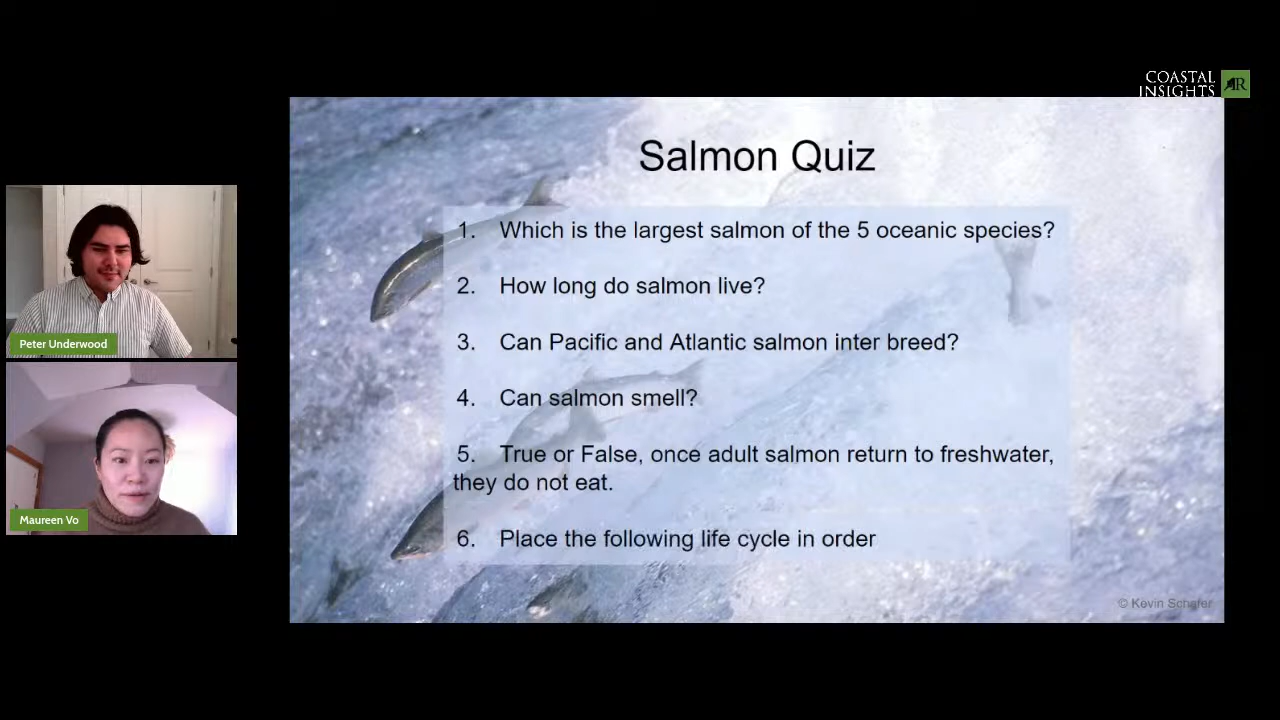 COASTAL
INSIGHTS
Salmon Quiz
1. Which is the largest salmon of the 5 oceanic species?
2. How long do salmon live?
3. Can Pacific and Atlantic salmon inter breed?
4. Can salmon smell?
5. True or False, once adult salmon return to freshwater,
they do not eat.
6. Place the following life cycle in order
© Kevin Schafer
Peter Underwood
Maureen Vo